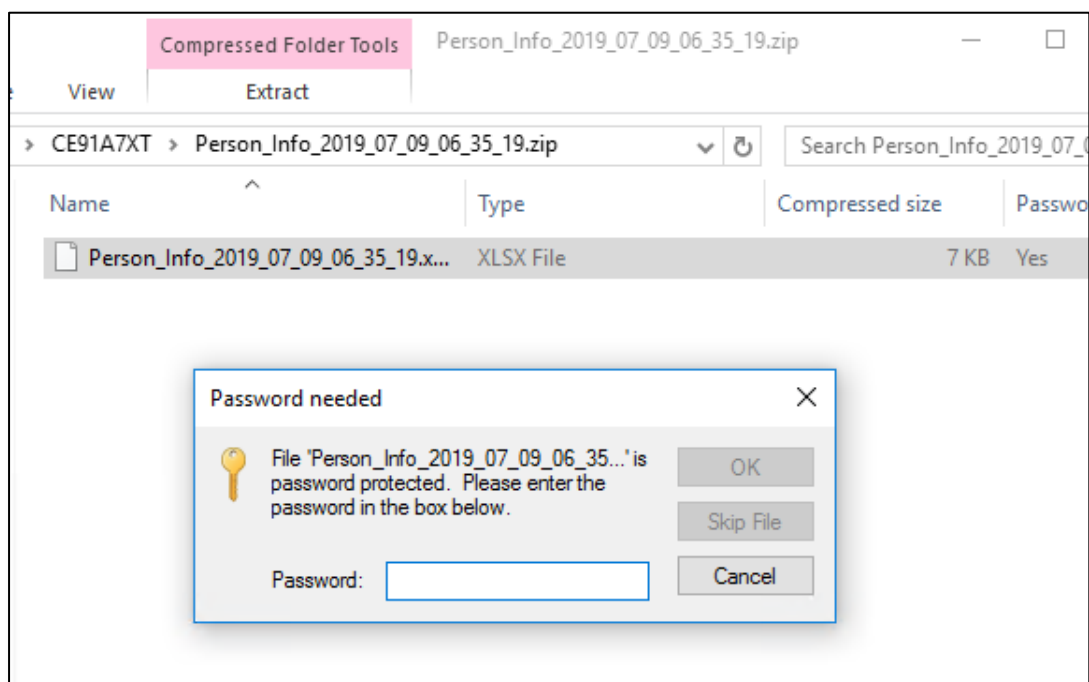 Compressed Folder Tools
Person_Info_2019_07_09_06_35_19.zip
View
Extract
CE91A7XT > Person_Info_2019_07_09_06_35_19.zip
Search Person_Info_2019_07_
Name
Type
Compressed size
Passwo
Person_Info_2019_07_09_06_35_19.x...
XLSX File
7 KB
Yes
Password needed
File 'Person_Info_2019_07_09_06_35...' is
password protected. Please enter the
password in the box below.
OK
Skip File
Password:
Cancel